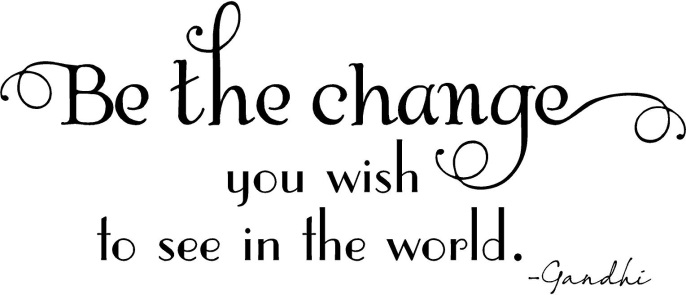 Be the change
you wish
to see in the world.
-Gandhi